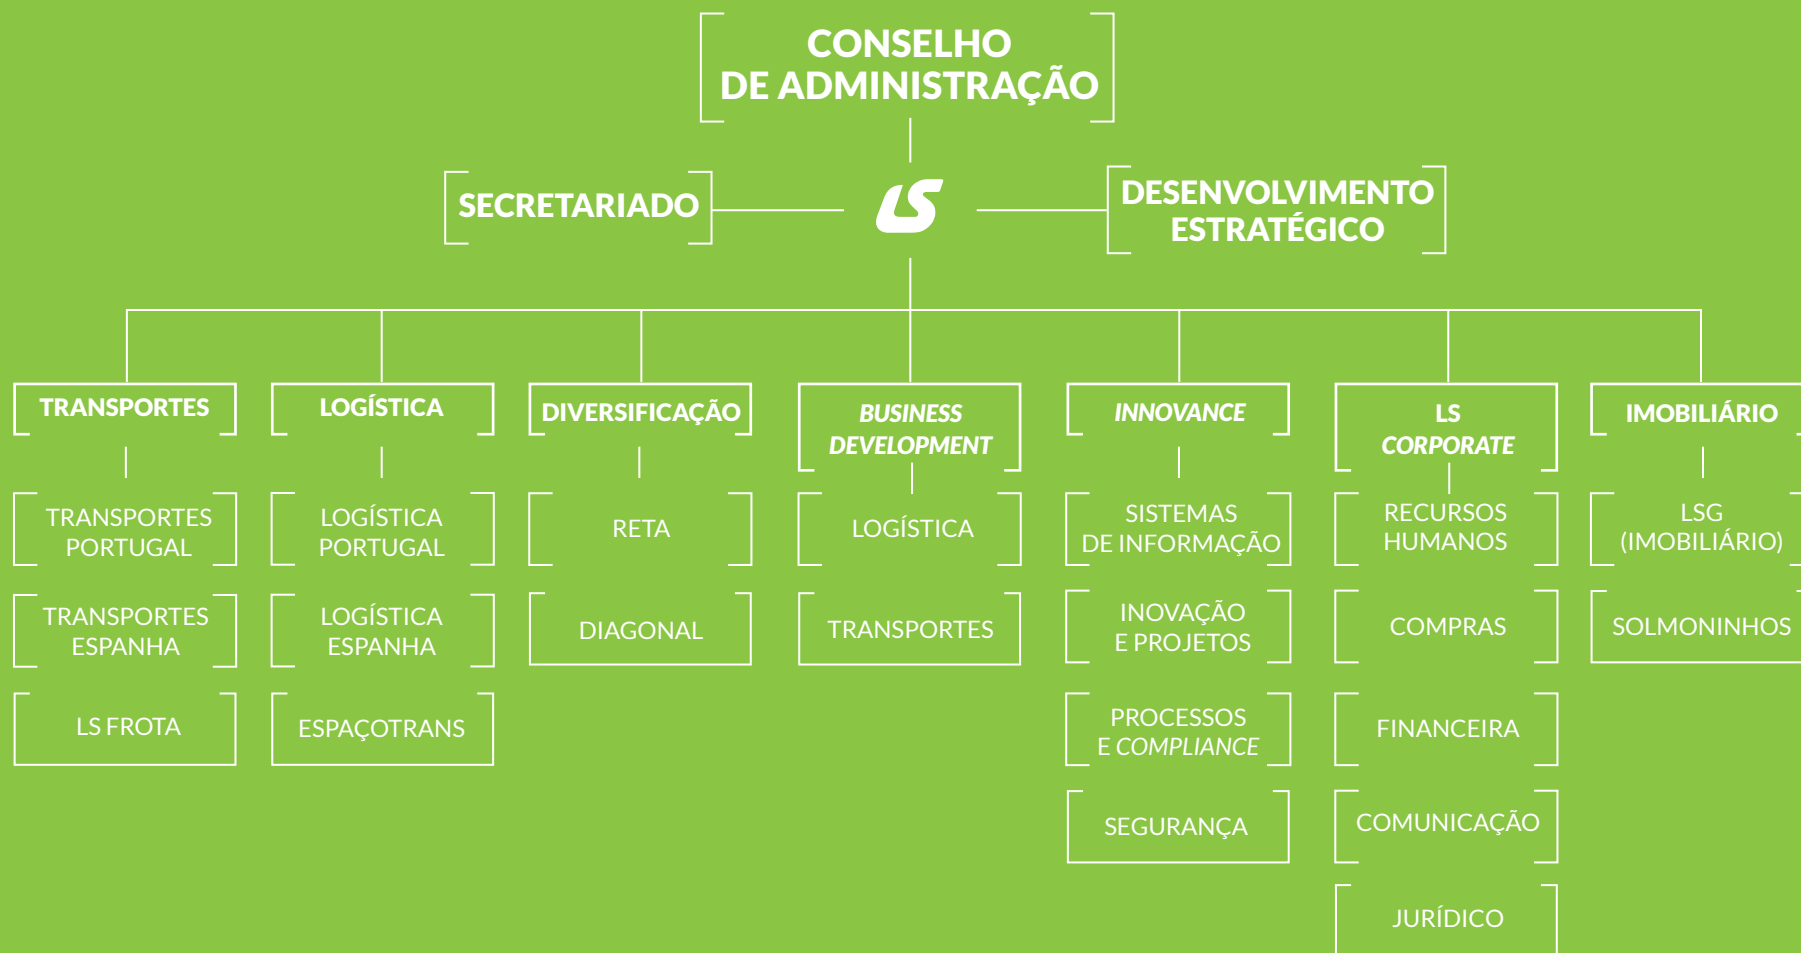 CONSELHO
DE ADMINISTRAÇÃO
SECRETARIADO
LS
DESENVOLVIMENTO
ESTRATÉGICO
TRANSPORTES
TRANSPORTES
PORTUGAL
TRANSPORTES
ESPANHA
LS FROTA
LOGÍSTICA
LOGÍSTICA
PORTUGAL
LOGÍSTICA
ESPANHA
ESPAÇOTRANS
DIVERSIFICAÇÃO
RETA
DIAGONAL
BUSINESS
DEVELOPMENT
LOGÍSTICA
TRANSPORTES
INNOVANCE
SISTEMAS
DE INFORMAÇÃO
INOVAÇÃO
E PROJETOS
PROCESSOS
E COMPLIANCE
SEGURANÇA
LS
CORPORATE
RECURSOS
HUMANOS
COMPRAS
FINANCEIRA
COMUNICAÇÃO
JURÍDICO
IMOBILIÁRIO
LSG
(IMOBILIÁRIO)
SOLMONINHOS